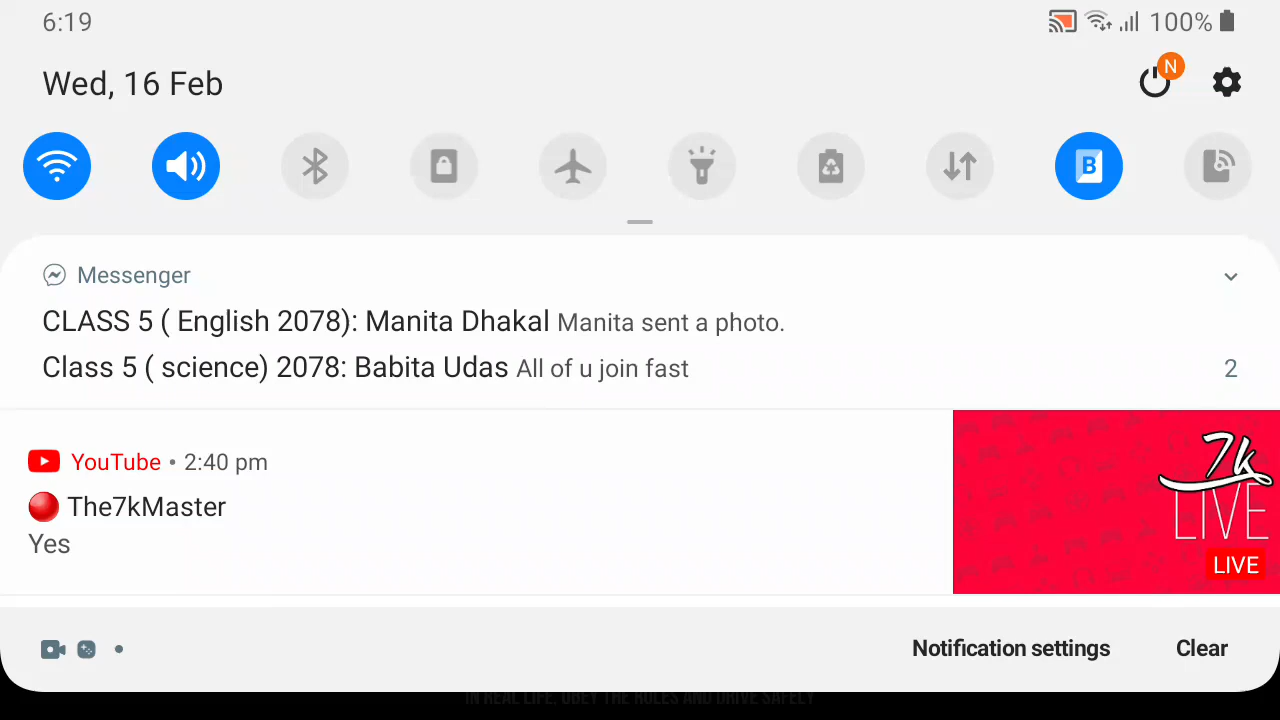 6:19
100%
Wed, 16 Feb
N
B
Messenger
CLASS 5 ( English 2078): Manita Dhakal Manita sent a photo.
Class 5 ( science) 2078: Babita Udas All of u join fast
2
YouTube • 2:40 pm
The7kMaster
Yes
7k
LIVE
LIVE
Notification settings
Clear
IN REAL LIFE, OBEY THE RULES AND DRIVE SAFELY